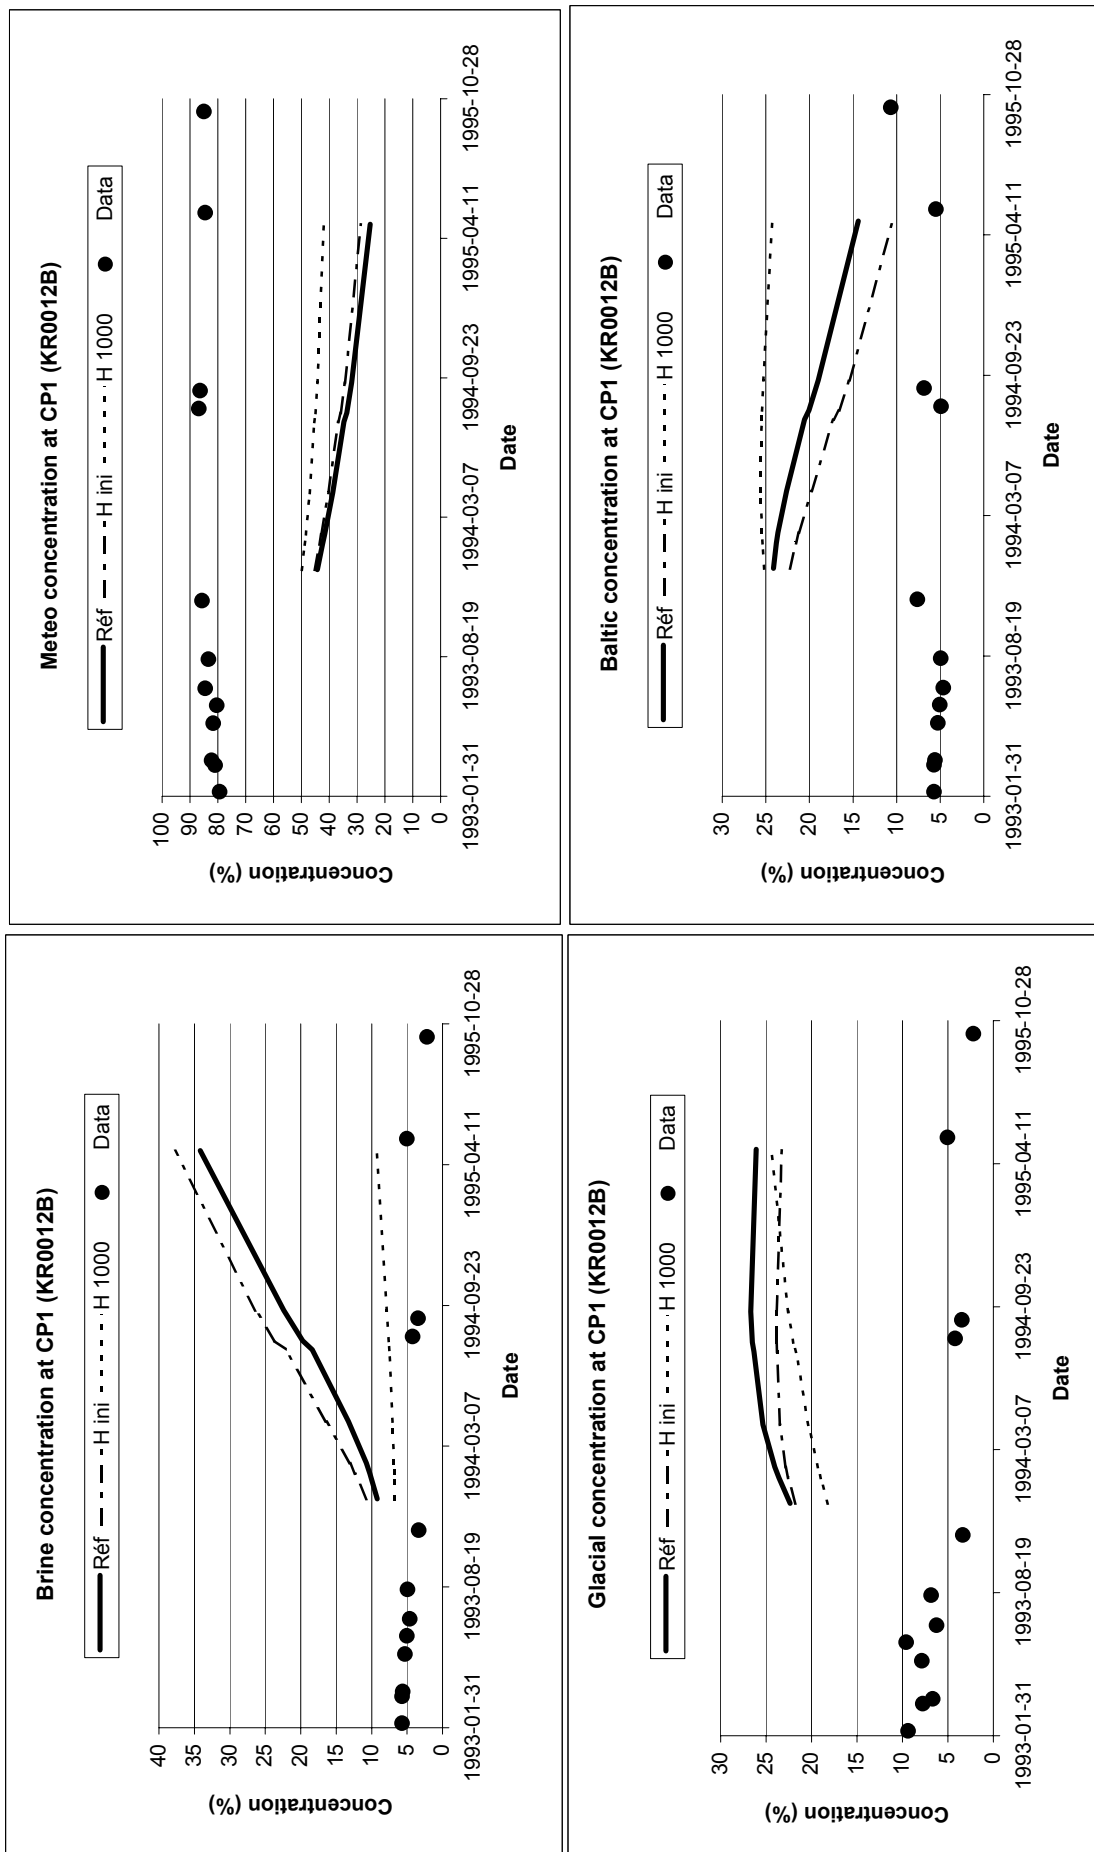 Brine concentration at CP1 (KR0012B)
Réf H ini H 1000 Data
40
35
30
25
20
15
10
5
0
Concentration (%)
1993-01-31 1993-08-19 1994-03-07 1994-09-23 1995-04-11 1995-10-28
Date
Meteo concentration at CP1 (KR0012B)
Réf H ini H 1000 Data
100
90
80
70
60
50
40
30
20
10
0
Concentration (%)
1993-01-31 1993-08-19 1994-03-07 1994-09-23 1995-04-11 1995-10-28
Date
Glacial concentration at CP1 (KR0012B)
Réf H ini H 1000 Data
30
25
20
15
10
5
0
Concentration (%)
1993-01-31 1993-08-19 1994-03-07 1994-09-23 1995-04-11 1995-10-28
Date
Baltic concentration at CP1 (KR0012B)
Réf H ini H 1000 Data
30
25
20
15
10
5
0
Concentration (%)
1993-01-31 1993-08-19 1994-03-07 1994-09-23 1995-04-11 1995-10-28
Date